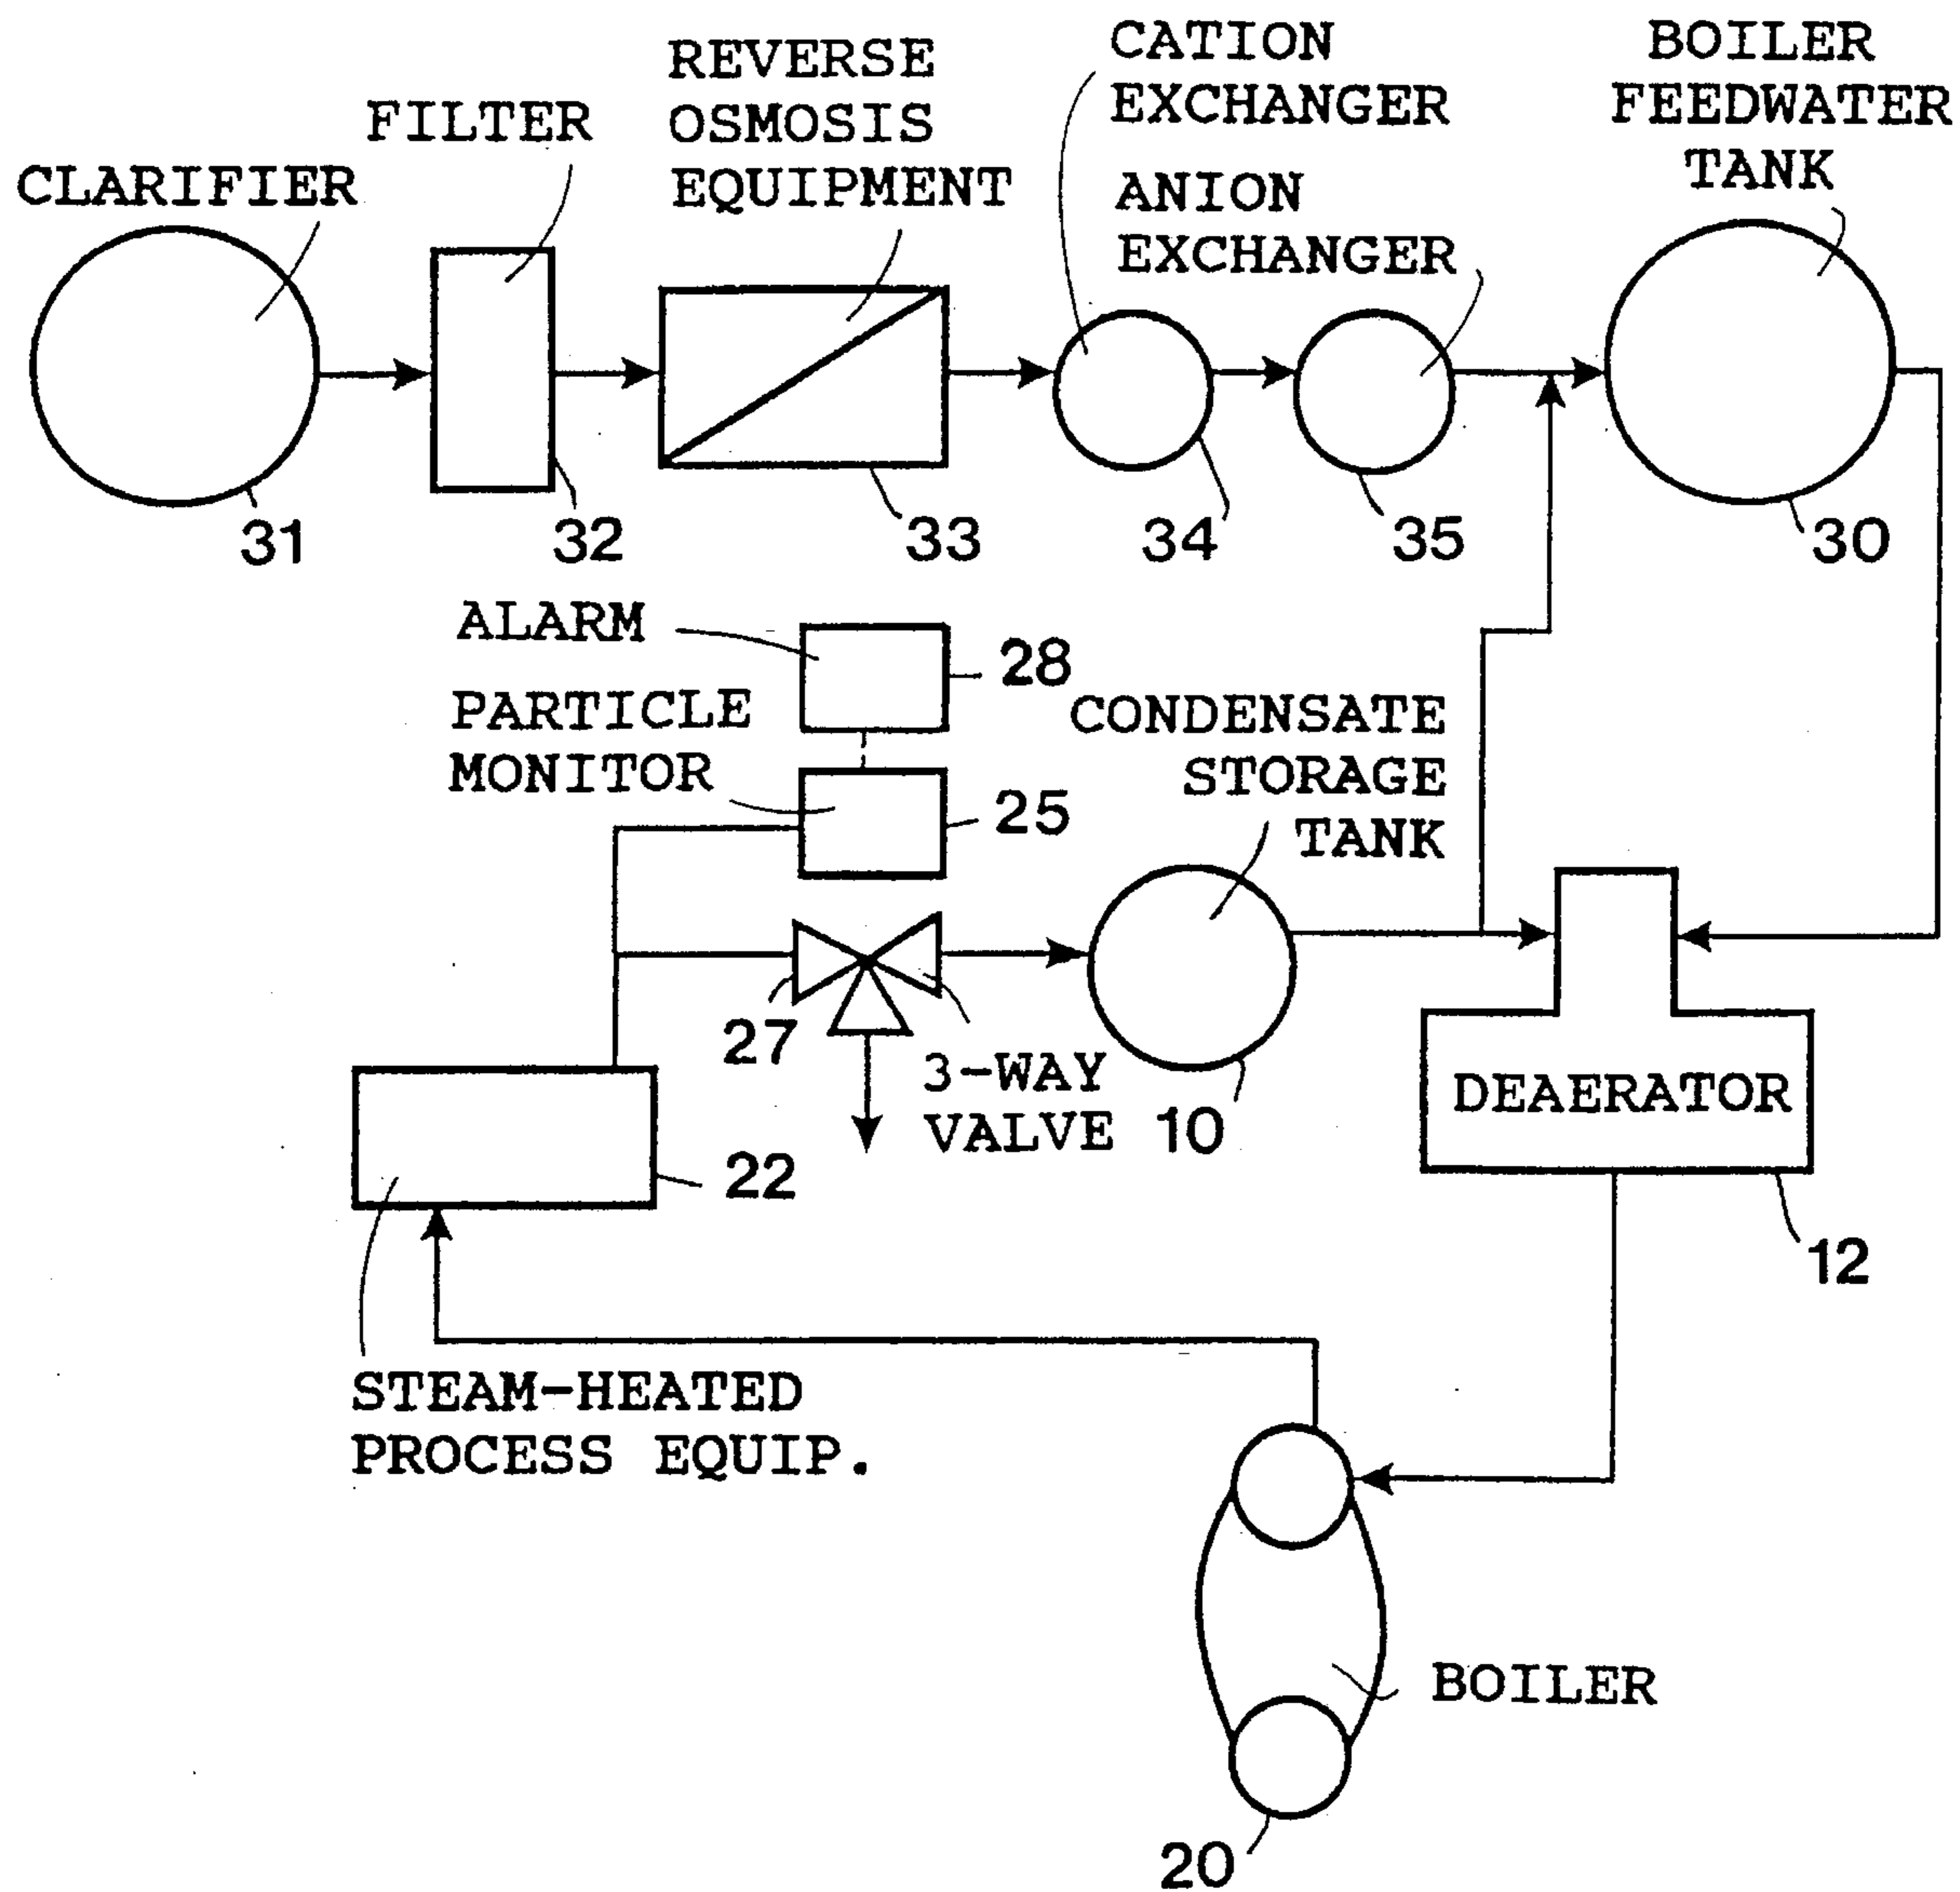 CLARIFIER
FILTER
REVERSE
OSMOSIS
EQUIPMENT
CATION
EXCHANGER
ANION
EXCHANGER
BOILER
FEEDWATER
TANK
31
32
33
34
35
30
ALARM
28
PARTICLE
MONITOR
25
CONDENSATE
STORAGE
TANK
27
3-WAY
VALVE
10
DEAERATOR
22
12
STEAM-HEATED
PROCESS EQUIP.
BOILER
20